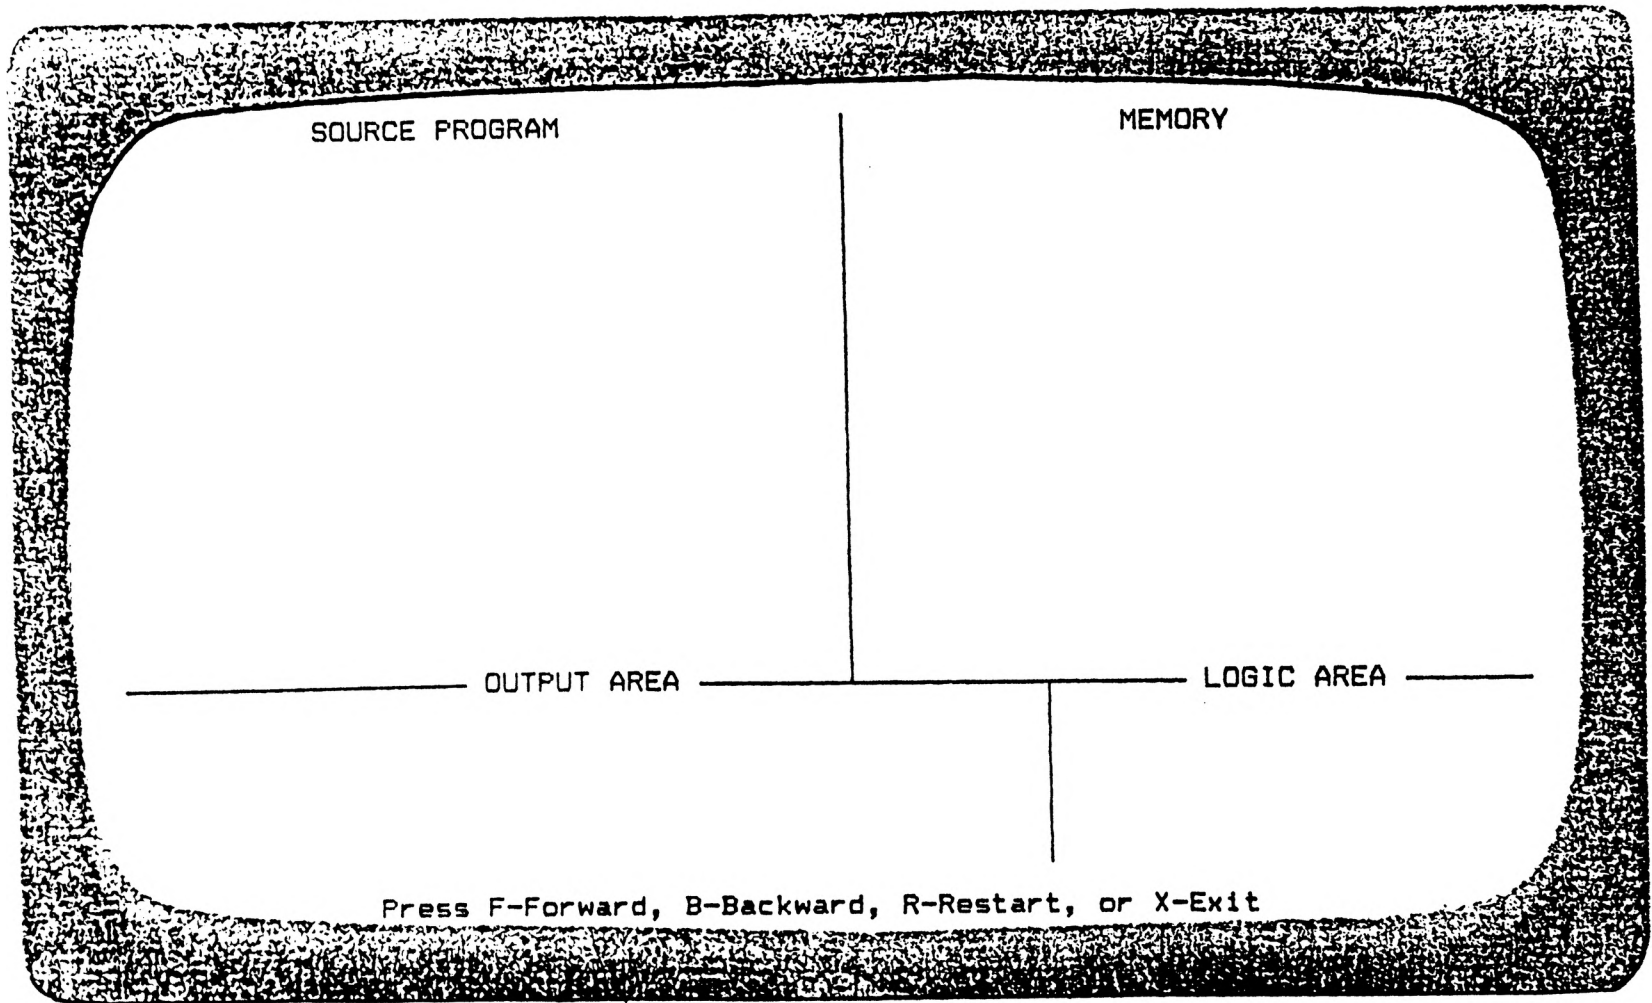 SOURCE PROGRAM
MEMORY
OUTPUT AREA
LOGIC AREA
Press F-Forward, B-Backward, R-Restart, or X-Exit